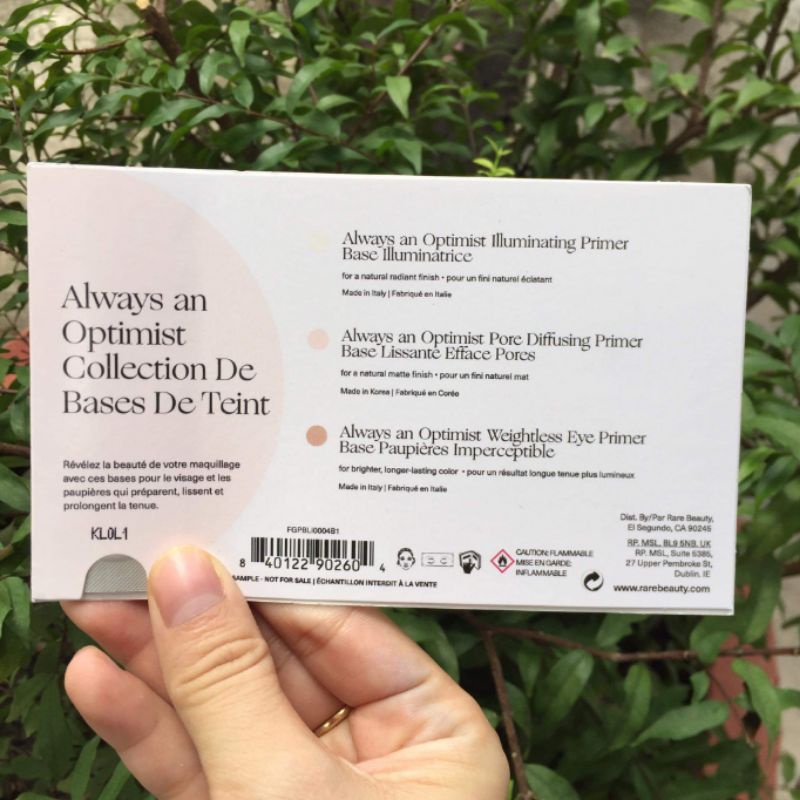 Always an
Optimist
Collection De
Bases De Teint
Révélez la beauté de votre maquillage
avec ces bases pour le visage et les
paupières qui préparent, lissent et
prolongent la tenue.
KL0L1
Always an Optimist Illuminating Primer
Base Illuminatrice
for a natural radiant finish • pour un fini naturel éclatant
Made in Italy | Fabriqué en Italie
Always an Optimist Pore Diffusing Primer
Base Lissante Efface Pores
for a natural matte finish • pour un fini naturel mat
Made in Korea | Fabriqué en Corée
Always an Optimist Weightless Eye Primer
Base Paupières Imperceptible
for brighter, longer-lasting color • pour un résultat longue tenue plus lumineux
Made in Italy | Fabriqué en Italie
8 40122 90260 4
SAMPLE - NOT FOR SALE | ÉCHANTILLON INTERDIT À LA VENTE
CAUTION: FLAMMABLE
MISE EN GARDE:
INFLAMMABLE
Dist. By/Par Rare Beauty,
El Segundo, CA 90245
RP. MSL, BL9 5NB, UK
RP. MSL, Suite 5385,
27 Upper Pembroke St,
Dublin, IE
www.rarebeauty.com